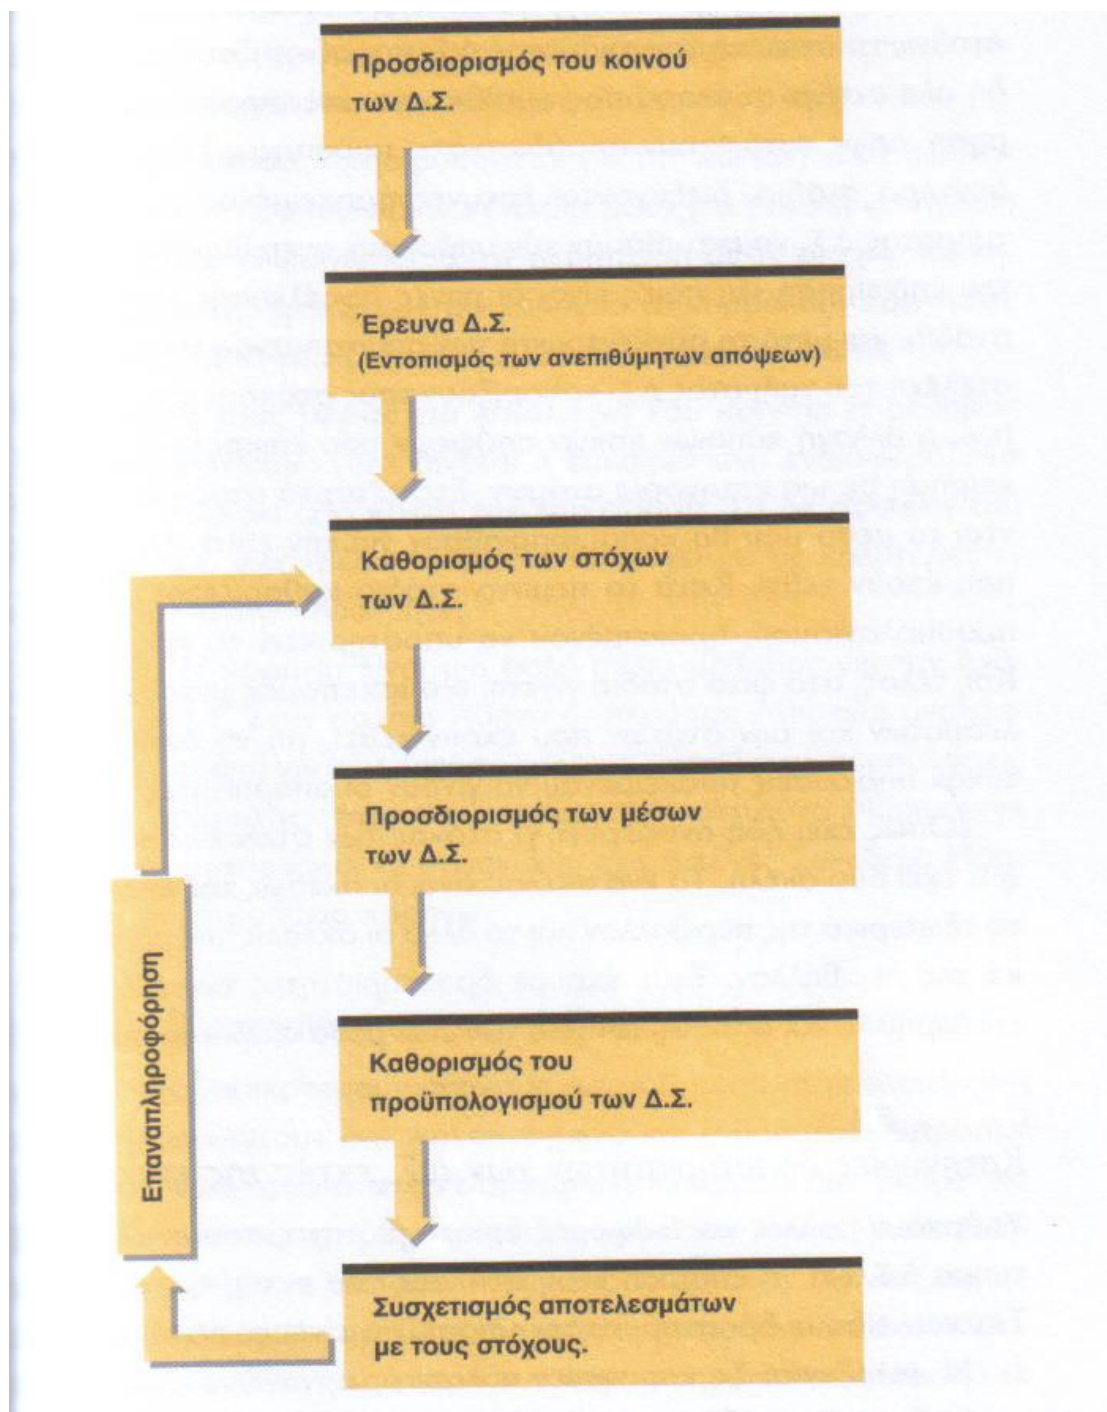 Προσδιορισμός του κοινού
των Δ.Σ.
Έρευνα Δ.Σ.
(Εντοπισμός των ανεπιθύμητων απόψεων)
Καθορισμός των στόχων
των Δ.Σ.
Προσδιορισμός των μέσων
των Δ.Σ.
Καθορισμός του
προϋπολογισμού των Δ.Σ.
Συσχετισμός αποτελεσμάτων
με τους στόχους.
Επαναπληροφόρηση